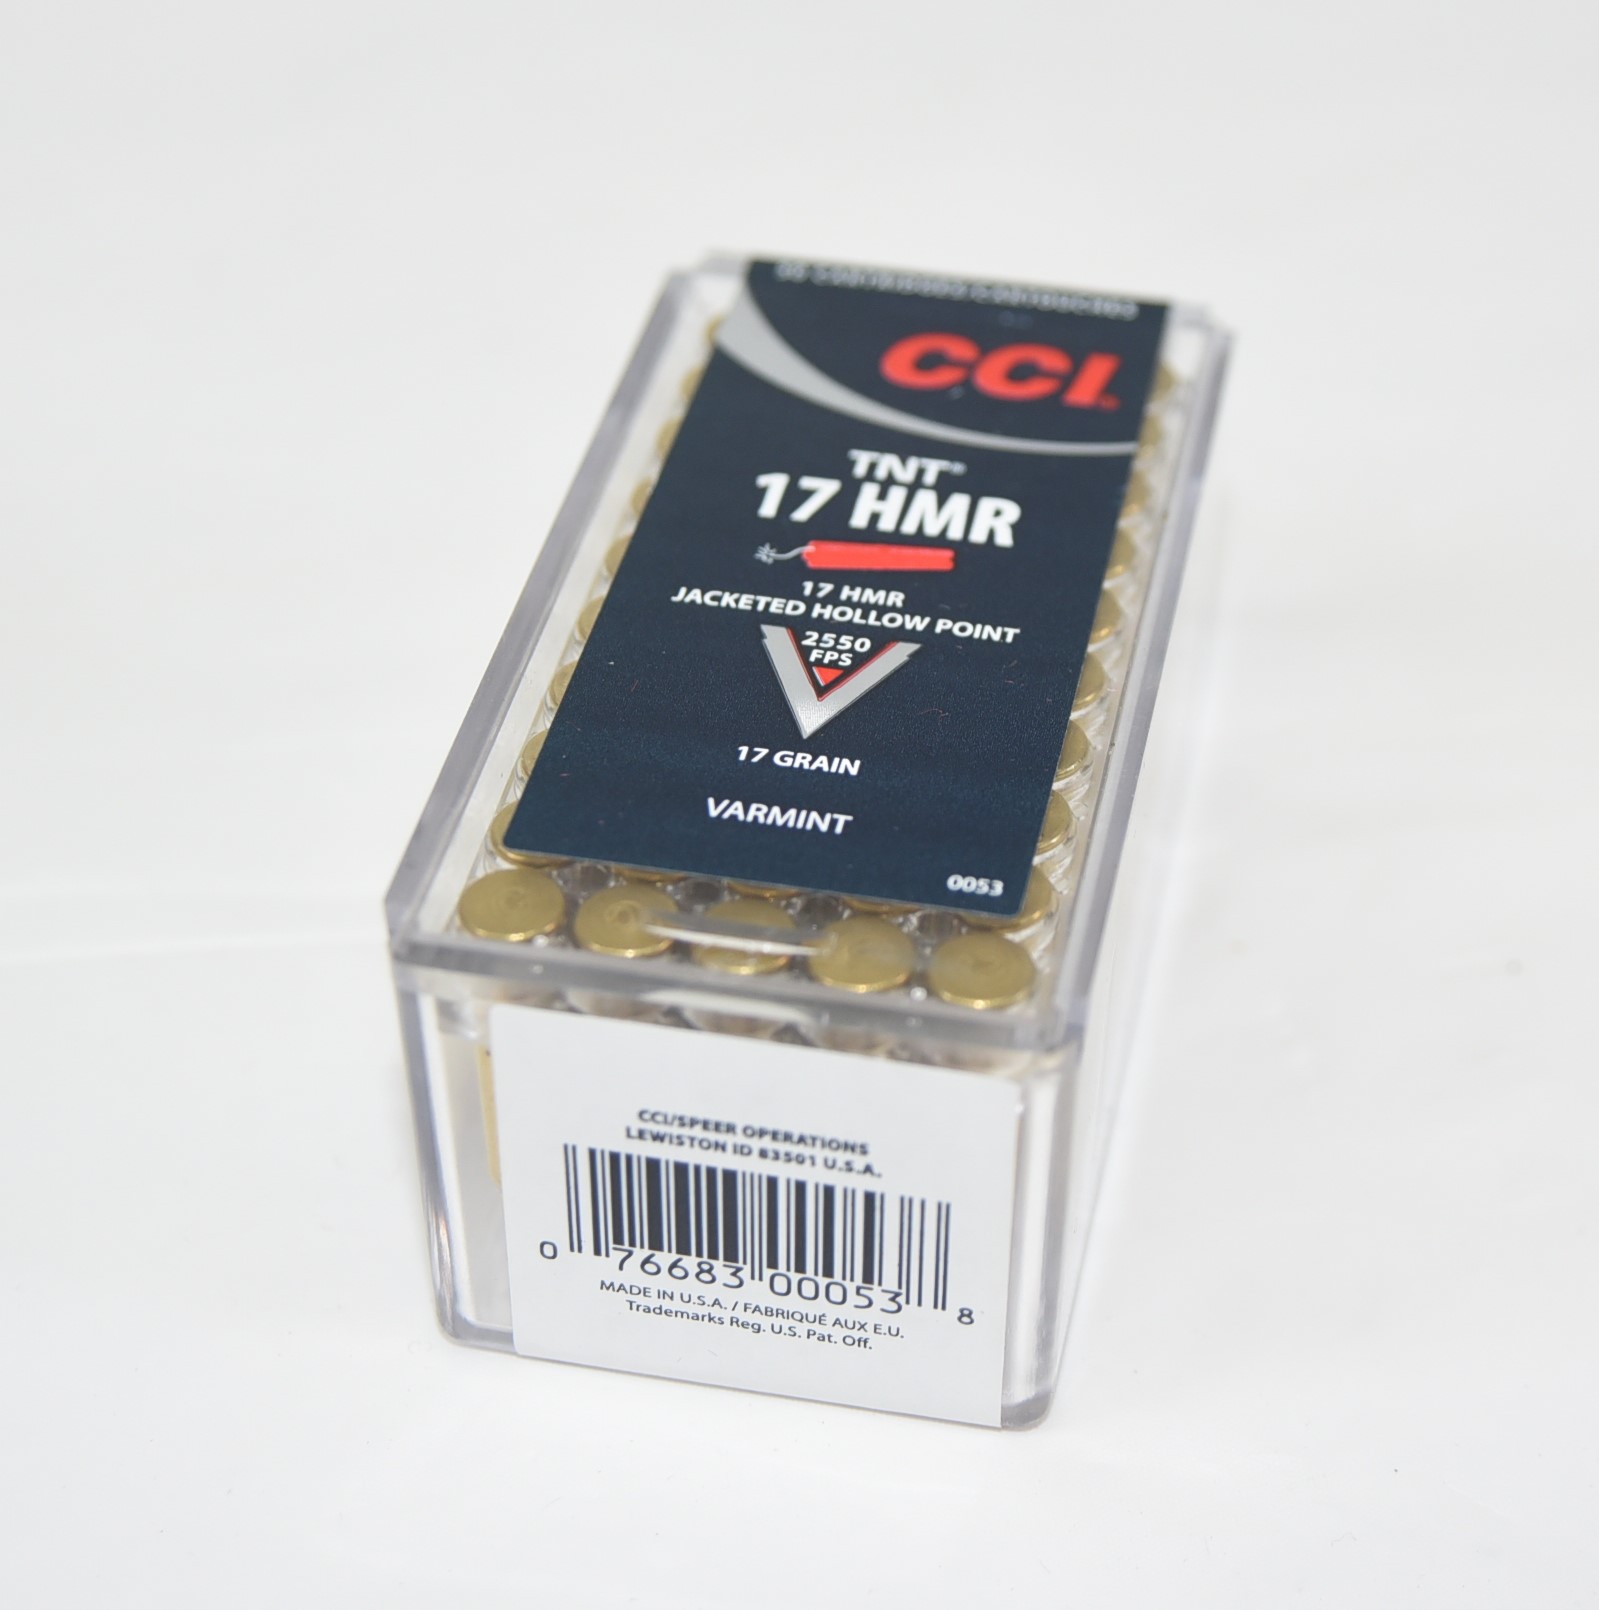 CCI
TNT®
17 HMR
17 HMR
JACKETED HOLLOW POINT
2550
FPS
17 GRAIN
VARMINT
0053
CCI/SPEER OPERATIONS
LEWISTON ID 83501 U.S.A.
0 76683 00053 8
MADE IN U.S.A. / FABRIQUÉ AUX E.U.
Trademarks Reg. U.S. Pat. Off.